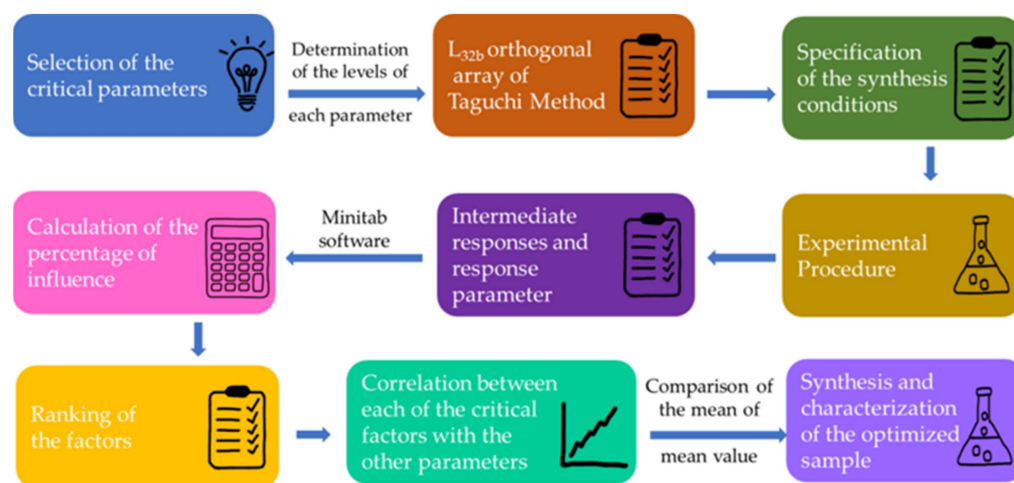 Selection of the
critical parameters
Determination
of the levels of
each parameter
L32b orthogonal
array of
Taguchi Method
Specification
of the synthesis
conditions
Experimental
Procedure
Intermediate
responses and
response
parameter
Minitab
software
Calculation of the
percentage of
influence
Ranking of
the factors
Correlation between
each of the critical
factors with the
other parameters
Comparison of
the mean of
mean value
Synthesis and
characterization
of the optimized
sample